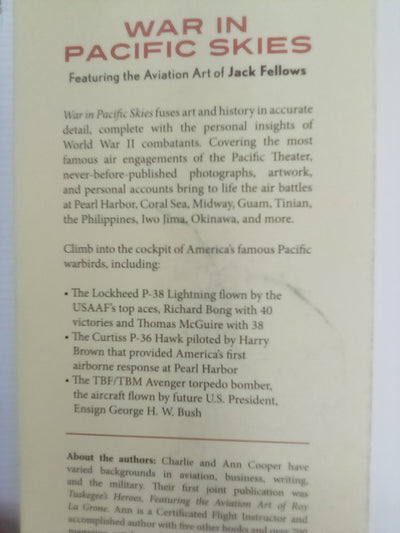 WAR IN
PACIFIC SKIES
Featuring the Aviation Art of Jack Fellows
War in Pacific Skies fuses art and history in accurate
detail, complete with the personal insights of
World War II combatants. Covering the most
famous air engagements of the Pacific Theater,
never-before-published photographs, artwork,
and personal accounts bring to life the air battles
at Pearl Harbor, Coral Sea, Midway, Guam, Tinian,
the Philippines, Iwo Jima, Okinawa, and more.
Climb into the cockpit of America's famous Pacific
warbirds, including:
• The Lockheed P-38 Lightning flown by the
USAAF's top aces, Richard Bong with 40
victories and Thomas McGuire with 38
• The Curtiss P-36 Hawk piloted by Harry
Brown that provided America's first
airborne response at Pearl Harbor
• The TBF/TBM Avenger torpedo bomber,
the aircraft flown by future U.S. President,
Ensign George H. W. Bush
About the authors: Charlie and Ann Cooper have
varied backgrounds in aviation, business, writing,
and the military. Their first joint publication was
Tuskegee's Heroes, Featuring the Aviation Art of Roy
La Grone. Ann is a Certificated Flight Instructor and
accomplished author with five other books and over